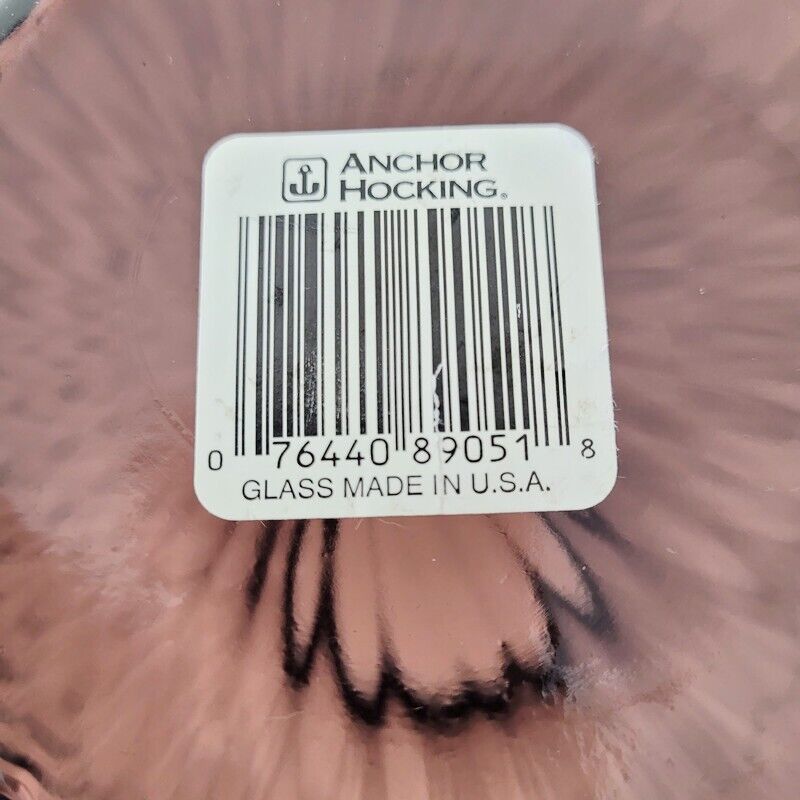 ANCHOR
HOCKING®
0 76440 89051 8
GLASS MADE IN U.S.A.